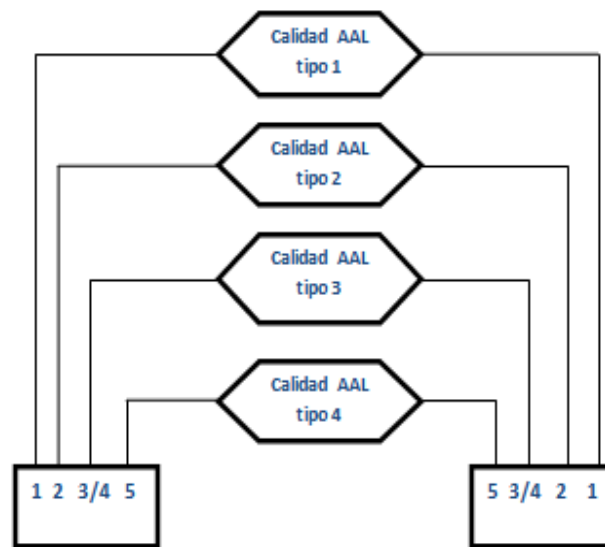 Calidad AAL
tipo 1
Calidad AAL
tipo 2
Calidad AAL
tipo 3
Calidad AAL
tipo 4
1 2 3/4 5
5 3/4 2 1